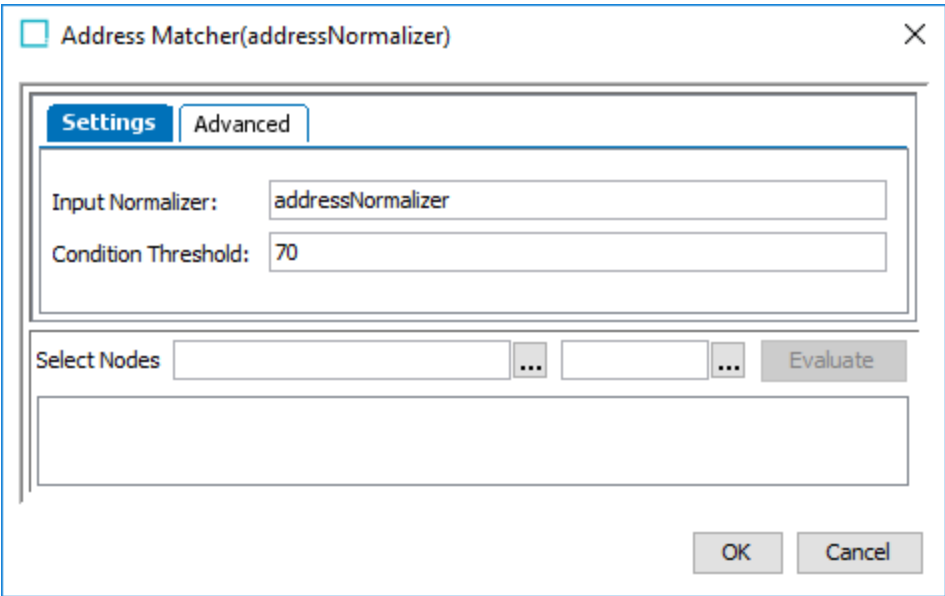 Address Matcher(addressNormalizer)
Settings Advanced
Input Normalizer: addressNormalizer
Condition Threshold: 70
Select Nodes ... ... Evaluate
OK Cancel